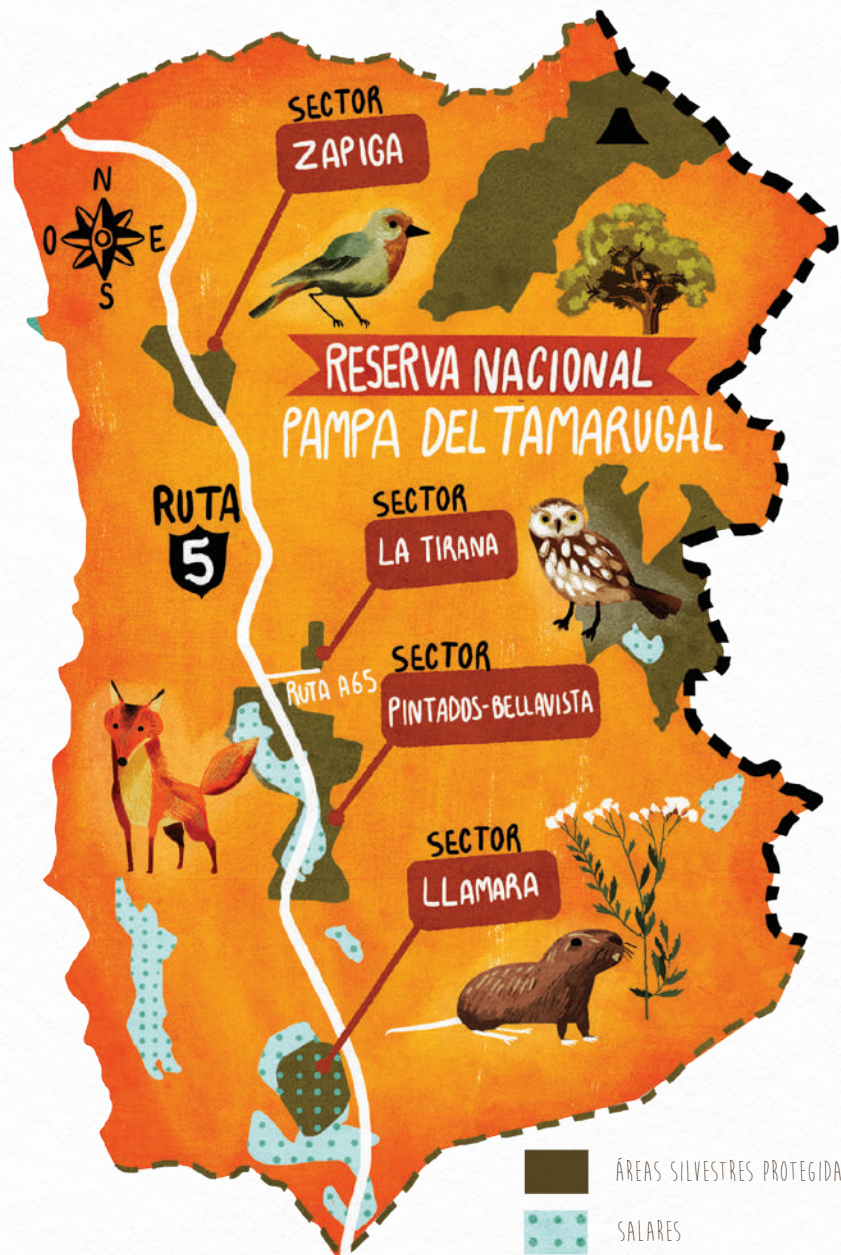 SECTOR
ZAPIGA
N
O
E
S
RESERVA NACIONAL
PAMPA DEL TAMARUGAL
RUTA
5
SECTOR
LA TIRANA
SECTOR
RUTA A65
PINTADOS-BELLAVISTA
SECTOR
LLAMARA
ÁREAS SILVESTRES PROTEGIDA
SALARES